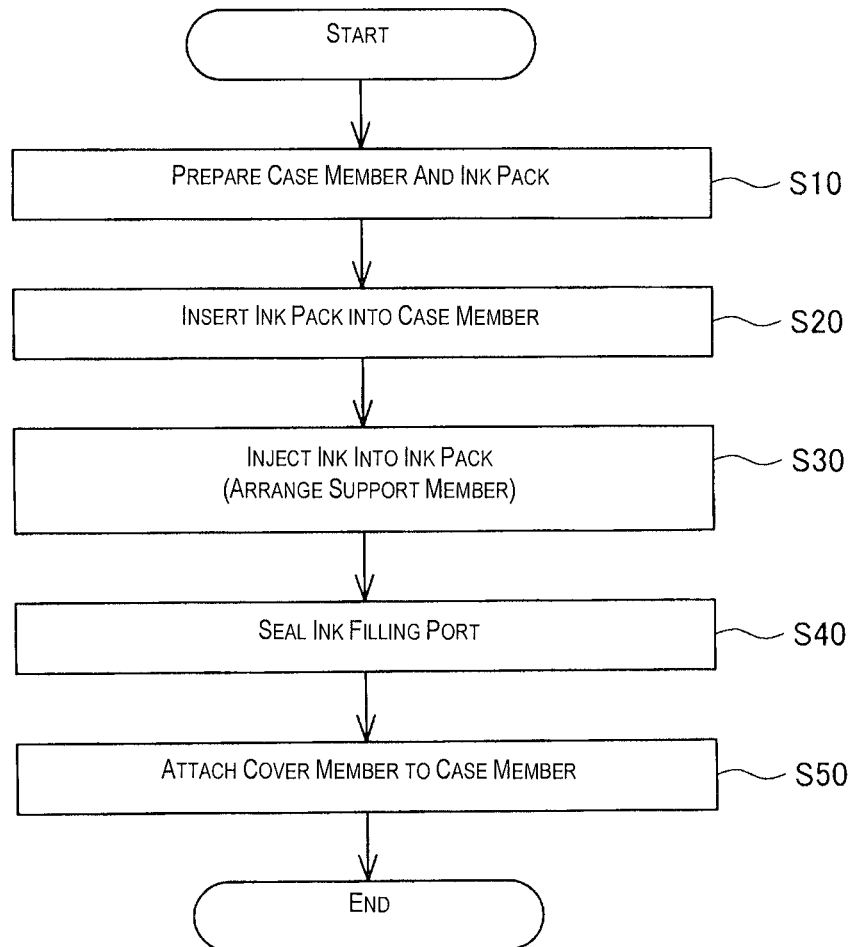 START
PREPARE CASE MEMBER AND INK PACK
S10
INSERT INK PACK INTO CASE MEMBER
S20
INJECT INK INTO INK PACK
(ARRANGE SUPPORT MEMBER)
S30
SEAL INK FILLING PORT
S40
ATTACH COVER MEMBER TO CASE MEMBER
S50
END